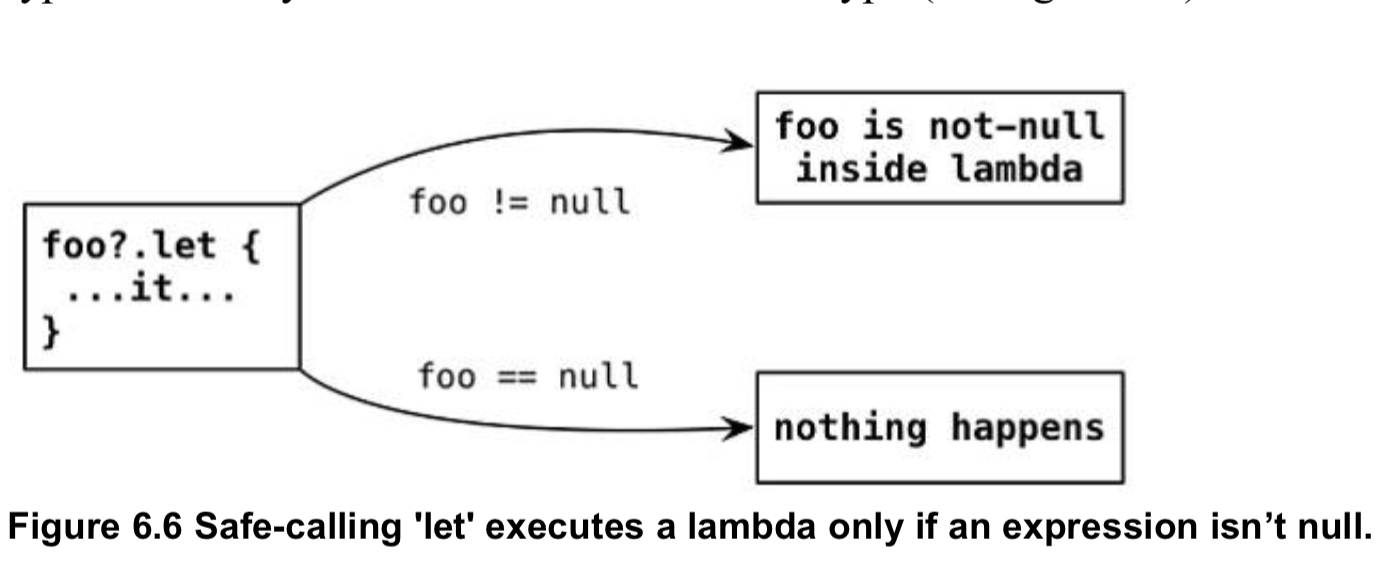 foo is not-null
inside lambda
foo != null
foo?.let {
...it...
}
foo == null
nothing happens
Figure 6.6 Safe-calling 'let' executes a lambda only if an expression isn’t null.